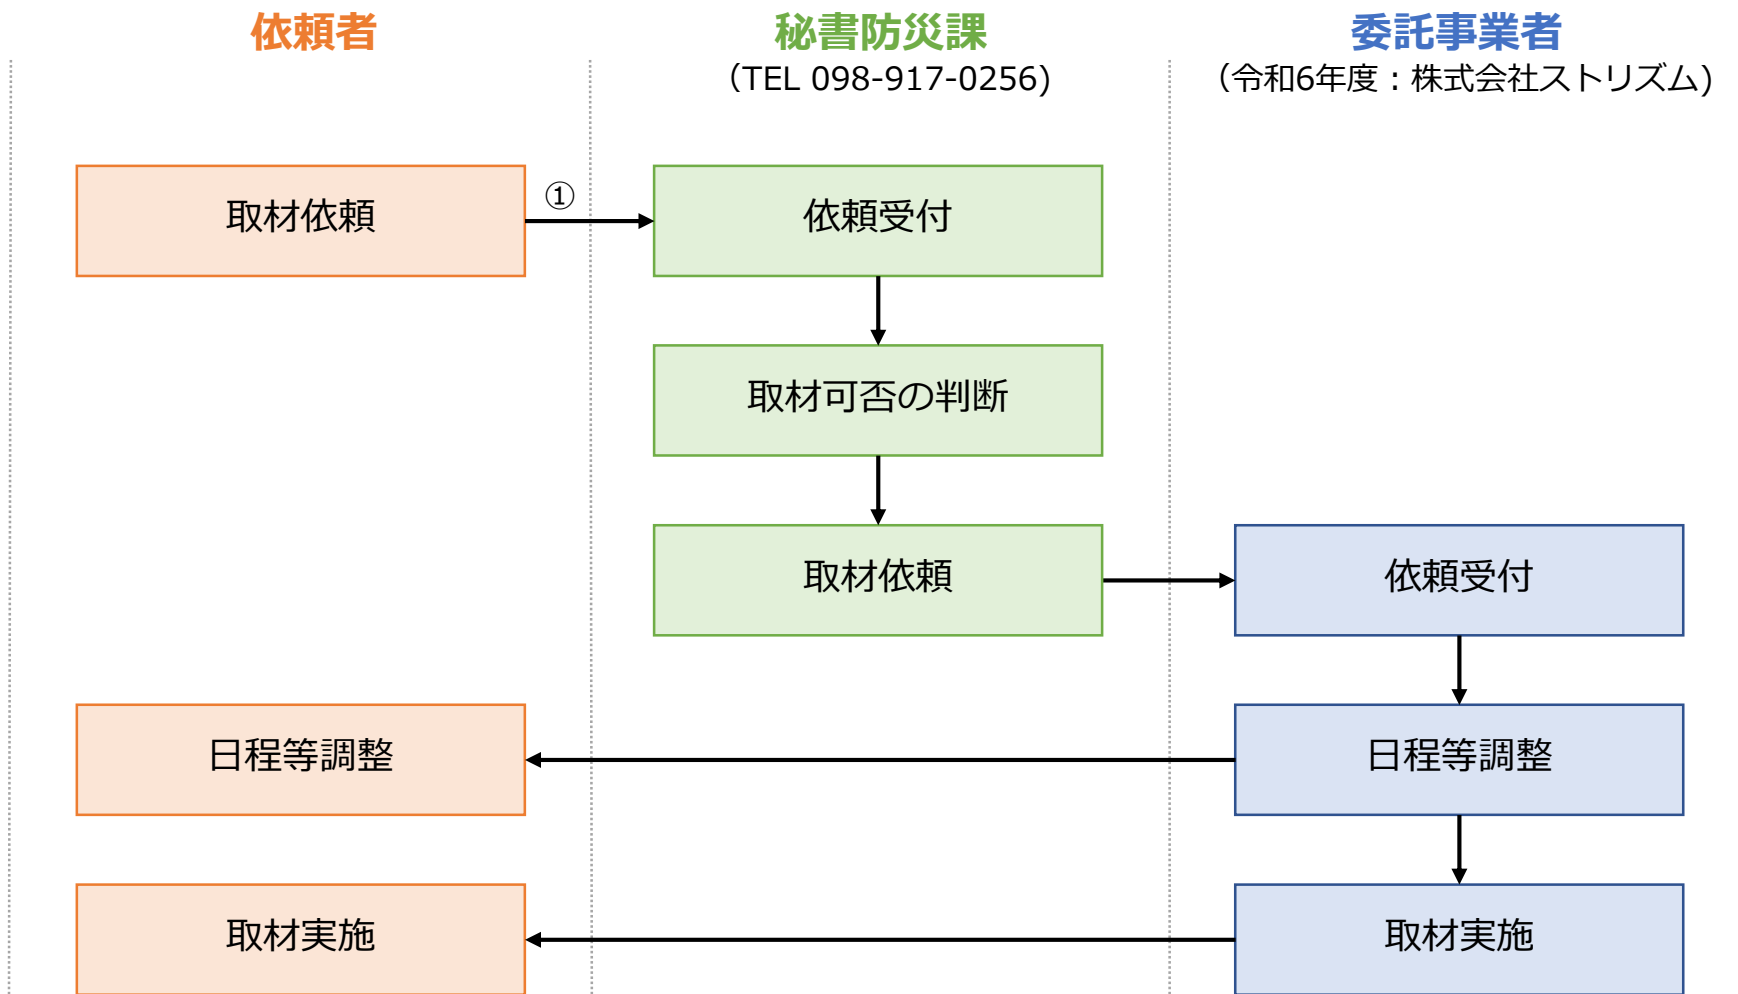 依頼者
秘書防災課
委託事業者
（TEL 098-917-0256)
（令和6年度：株式会社ストリズム)
取材依頼
①
依頼受付
取材可否の判断
取材依頼
依頼受付
日程等調整
日程等調整
取材実施
取材実施